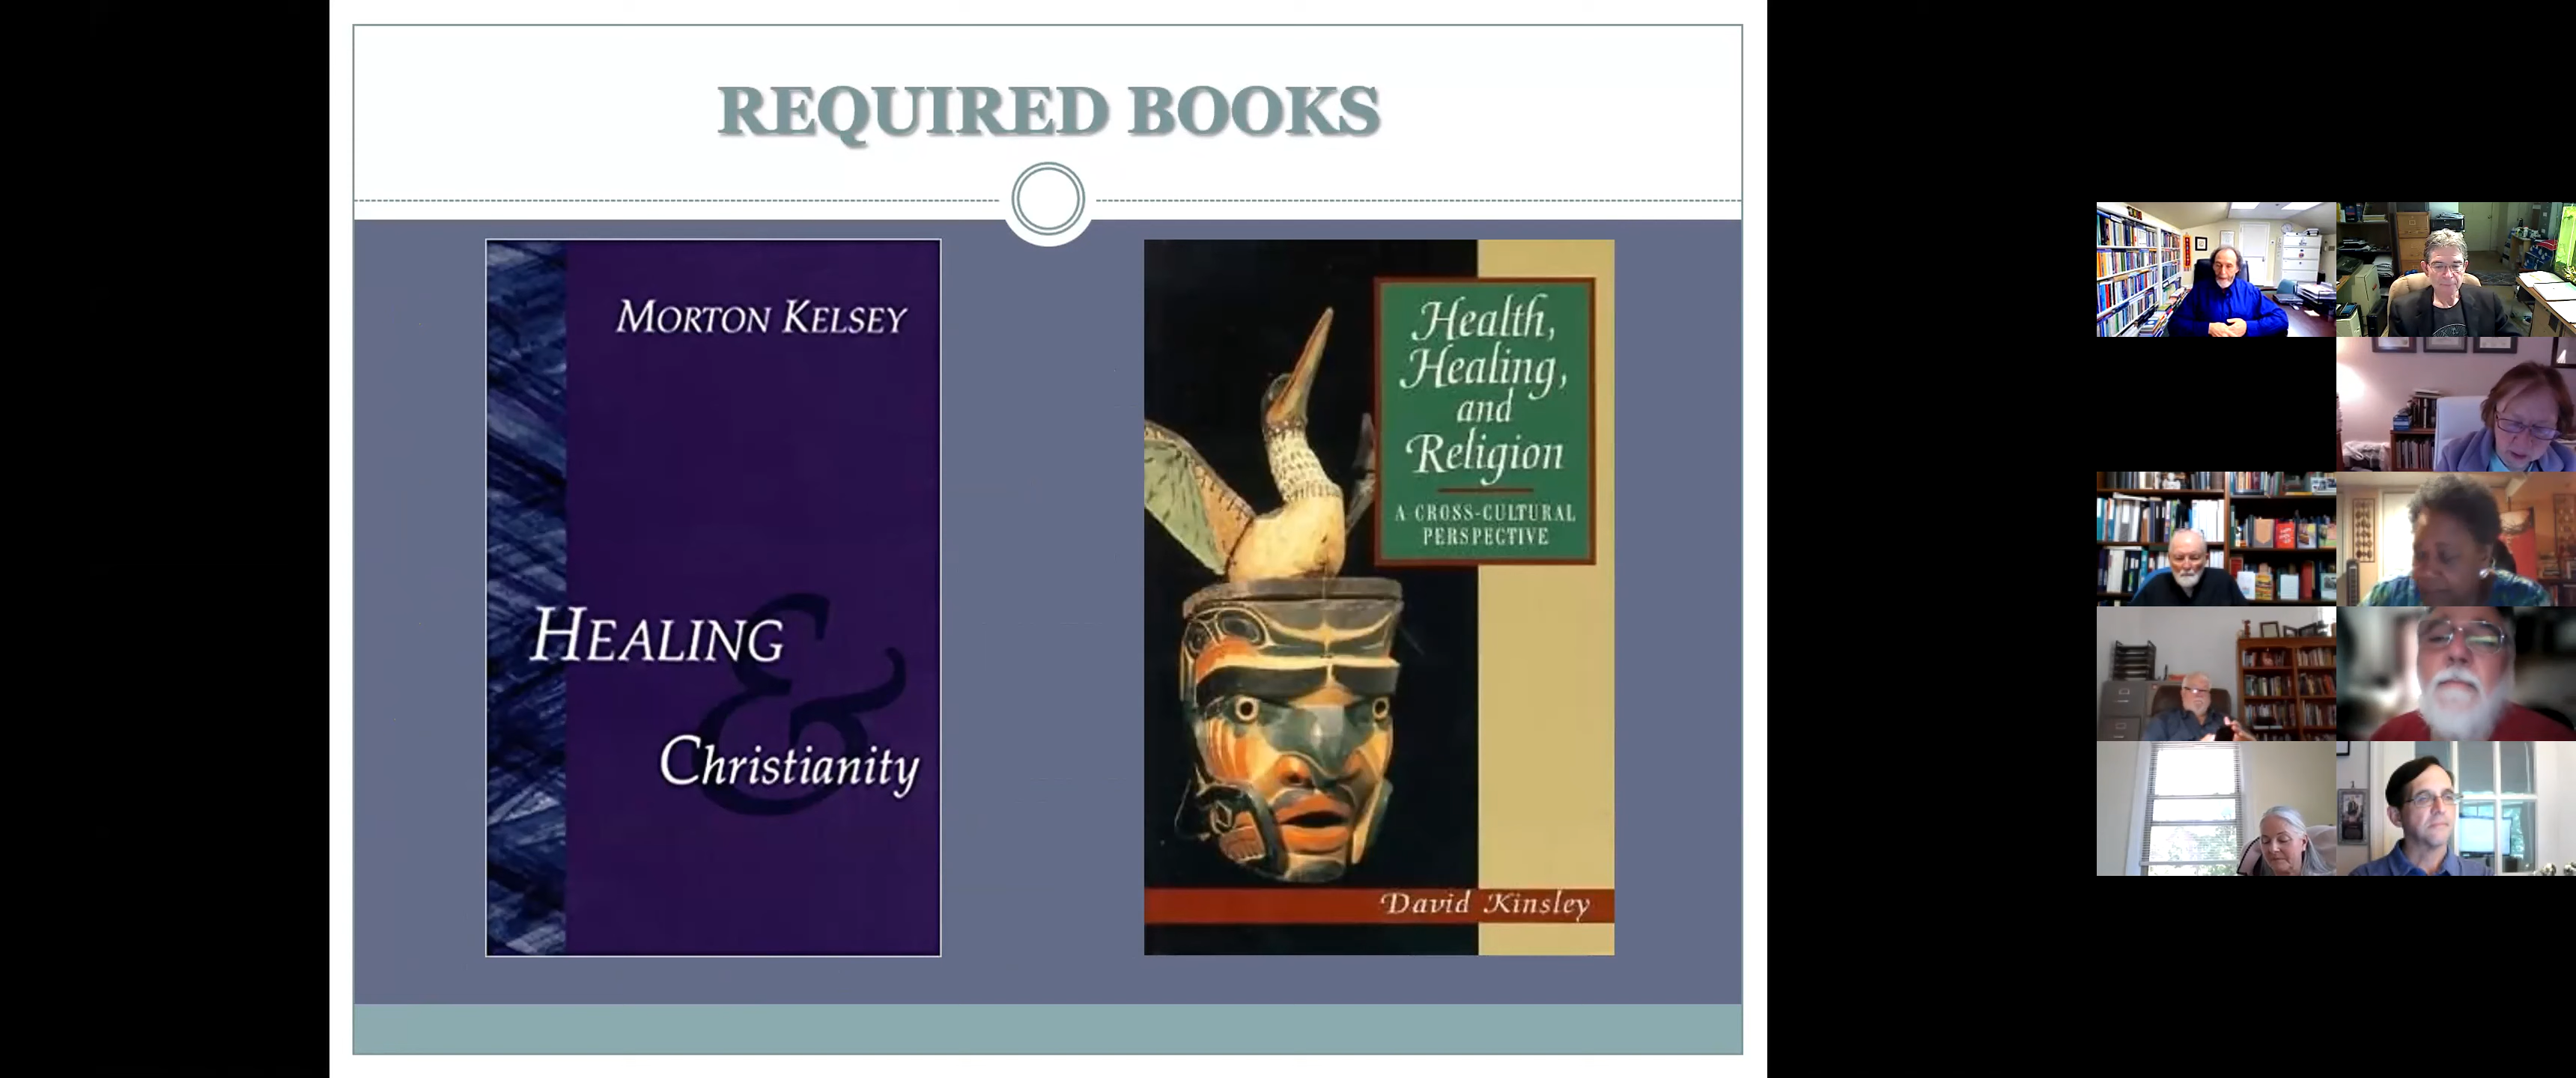 REQUIRED BOOKS
MORTON KELSEY
HEALING
&
Christianity
Health,
Healing,
and
Religion
A CROSS-CULTURAL
PERSPECTIVE
David Kinsley